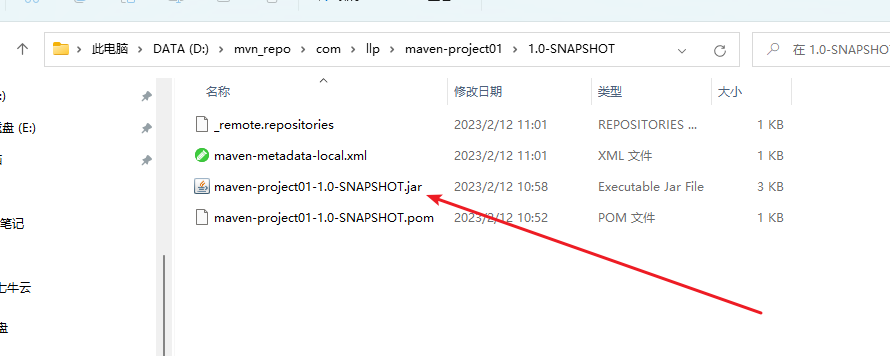 此电脑 > DATA (D:) > mvn_repo > com > llp > maven-project01 > 1.0-SNAPSHOT
在 1.0-SNAPSHO
名称 修改日期 类型 大小
:)
_remote.repositories 2023/2/12 11:01 REPOSITORIES ... 1 KB
盘 (E:)
maven-metadata-local.xml 2023/2/12 11:01 XML 文件 1 KB
maven-project01-1.0-SNAPSHOT.jar 2023/2/12 10:58 Executable Jar File 3 KB
maven-project01-1.0-SNAPSHOT.pom 2023/2/12 10:52 POM 文件 1 KB
笔记
七牛云
盘